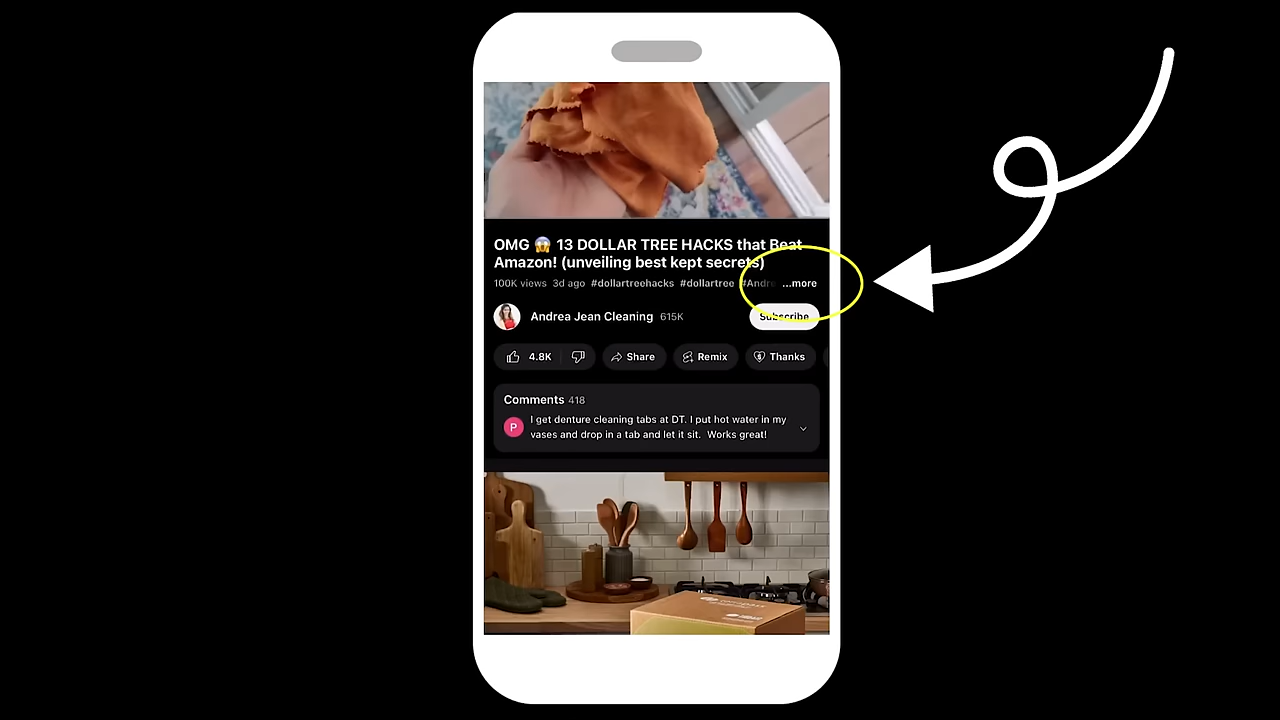 OMG 😱 13 DOLLAR TREE HACKS that Beat
Amazon! (unveiling best kept secrets)
100K views 3d ago #dollartreehacks #dollartree #Andre ...more
Andrea Jean Cleaning 615K
Subscribe
4.8K
Share
Remix
Thanks
Comments 418
P
I get denture cleaning tabs at DT. I put hot water in my
vases and drop in a tab and let it sit. Works great!